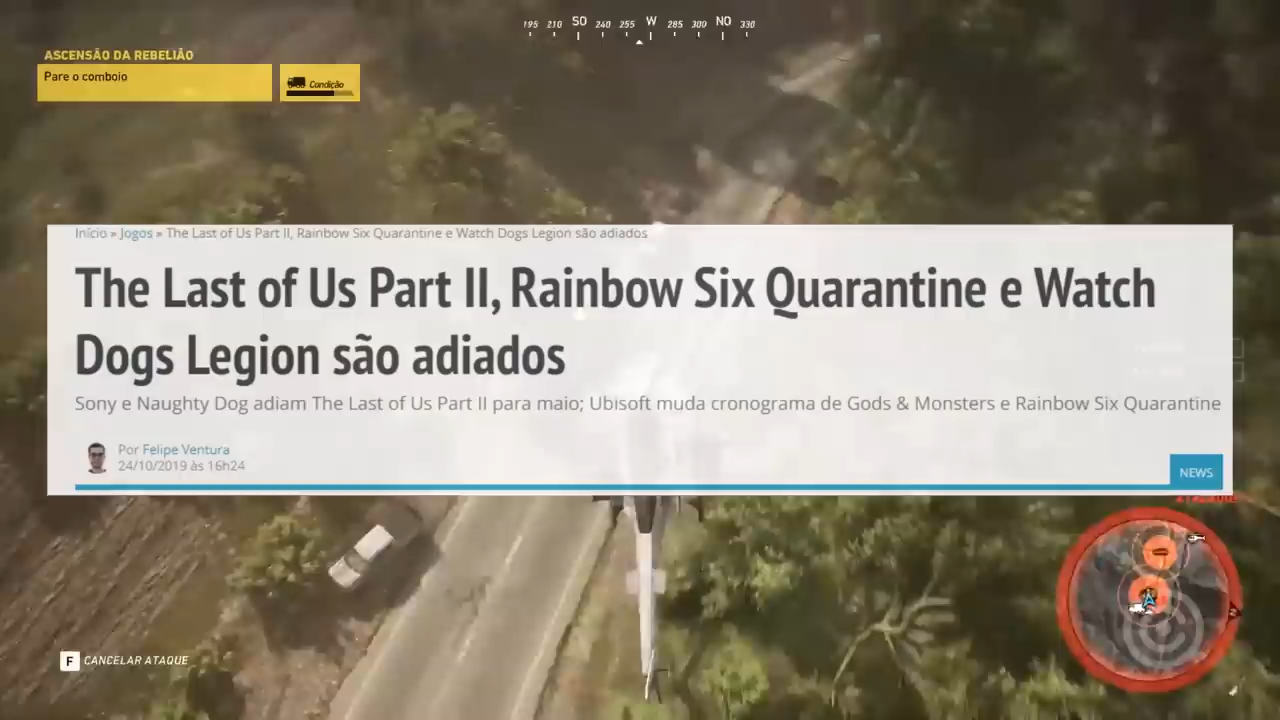 195 210 SO 240 255 W 285 300 NO 330
ASCENSÃO DA REBELIÃO
Pare o comboio
Condição
Início » Jogos » The Last of Us Part II, Rainbow Six Quarantine e Watch Dogs Legion são adiados
The Last of Us Part II, Rainbow Six Quarantine e Watch
Dogs Legion são adiados
Sony e Naughty Dog adiam The Last of Us Part II para maio; Ubisoft muda cronograma de Gods & Monsters e Rainbow Six Quarantine
Por Felipe Ventura
24/10/2019 às 16h24
NEWS
F CANCELAR ATAQUE